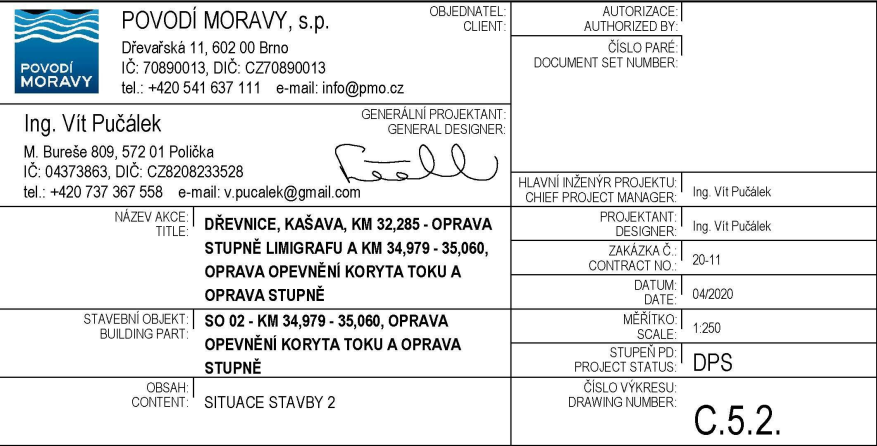 POVODÍ
MORAVY
POVODÍ MORAVY, s.p.
Dřevařská 11, 602 00 Brno
IČ: 70890013, DIČ: CZ70890013
tel.: +420 541 637 111 e-mail: info@pmo.cz
OBJEDNATEL:
CLIENT:
Ing. Vít Pučálek
M. Bureše 809, 572 01 Polička
IČ: 04373863, DIČ: CZ8208233528
tel.: +420 737 367 558 e-mail: v.pucalek@gmail.com
GENERÁLNÍ PROJEKTANT:
GENERAL DESIGNER:
NÁZEV AKCE:
TITLE:
DŘEVNICE, KAŠAVA, KM 32,285 - OPRAVA
STUPNĚ LIMIGRAFU A KM 34,979 - 35,060,
OPRAVA OPEVNĚNÍ KORYTA TOKU A
OPRAVA STUPNĚ
STAVEBNÍ OBJEKT:
BUILDING PART:
SO 02 - KM 34,979 - 35,060, OPRAVA
OPEVNĚNÍ KORYTA TOKU A OPRAVA
STUPNĚ
OBSAH:
CONTENT:
SITUACE STAVBY 2
AUTORIZACE:
AUTHORIZED BY:
ČÍSLO PARÉ:
DOCUMENT SET NUMBER:
HLAVNÍ INŽENÝR PROJEKTU:
CHIEF PROJECT MANAGER:
Ing. Vít Pučálek
PROJEKTANT:
DESIGNER:
Ing. Vít Pučálek
ZAKÁZKA Č.:
CONTRACT NO.:
20-11
DATUM:
DATE:
04/2020
MĚŘÍTKO:
SCALE:
1:250
STUPEŇ PD:
PROJECT STATUS:
DPS
ČÍSLO VÝKRESU:
DRAWING NUMBER:
C.5.2.